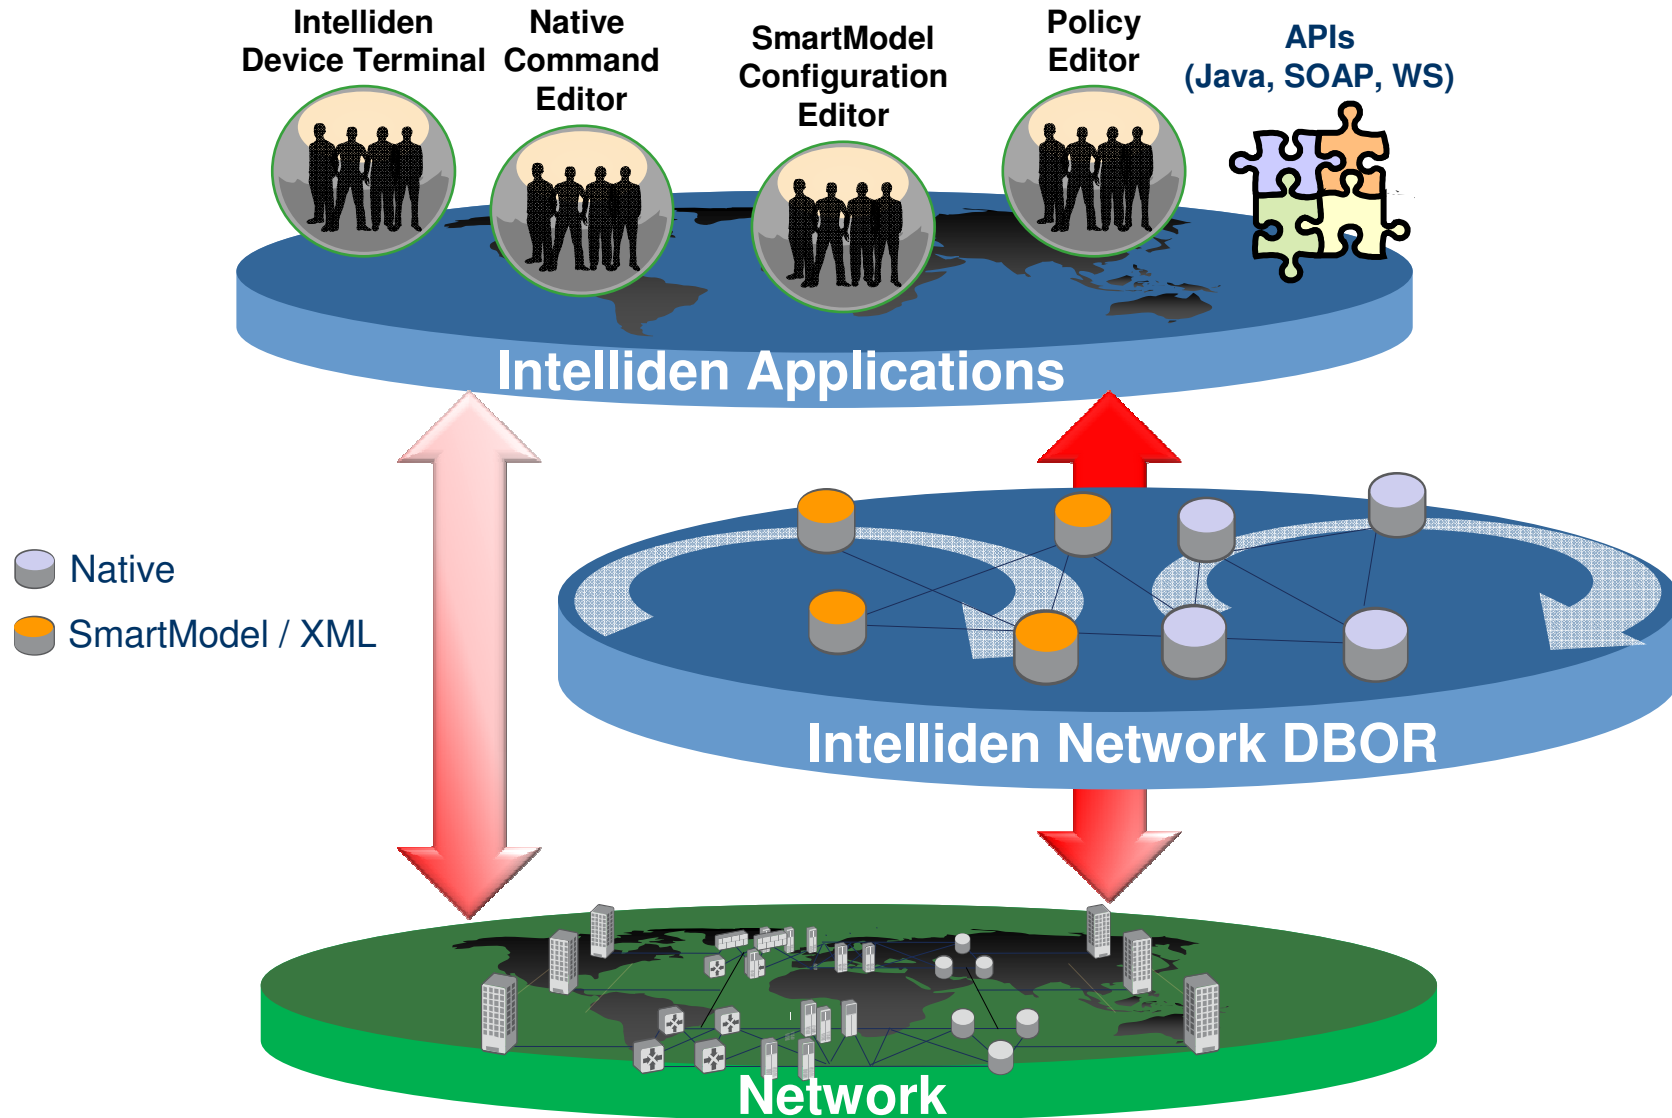 Intelliden
Device Terminal
Native
Command
Editor
SmartModel
Configuration
Editor
Policy
Editor
APIs
(Java, SOAP, WS)
Intelliden Applications
Native
SmartModel / XML
Intelliden Network DBOR
Network